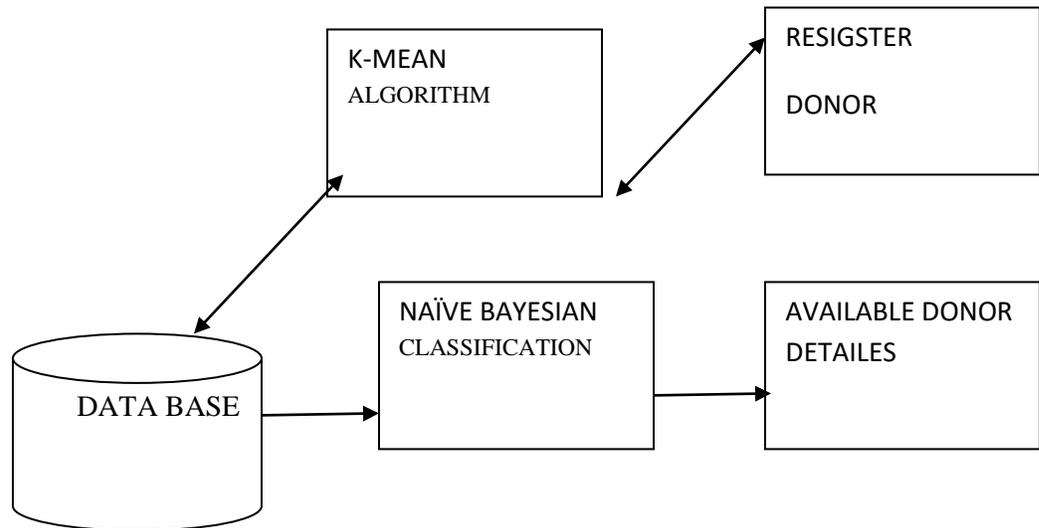 K-MEAN
ALGORITHM
RESIGSTER
DONOR
DATA BASE
NAÏVE BAYESIAN
CLASSIFICATION
AVAILABLE DONOR
DETAILES